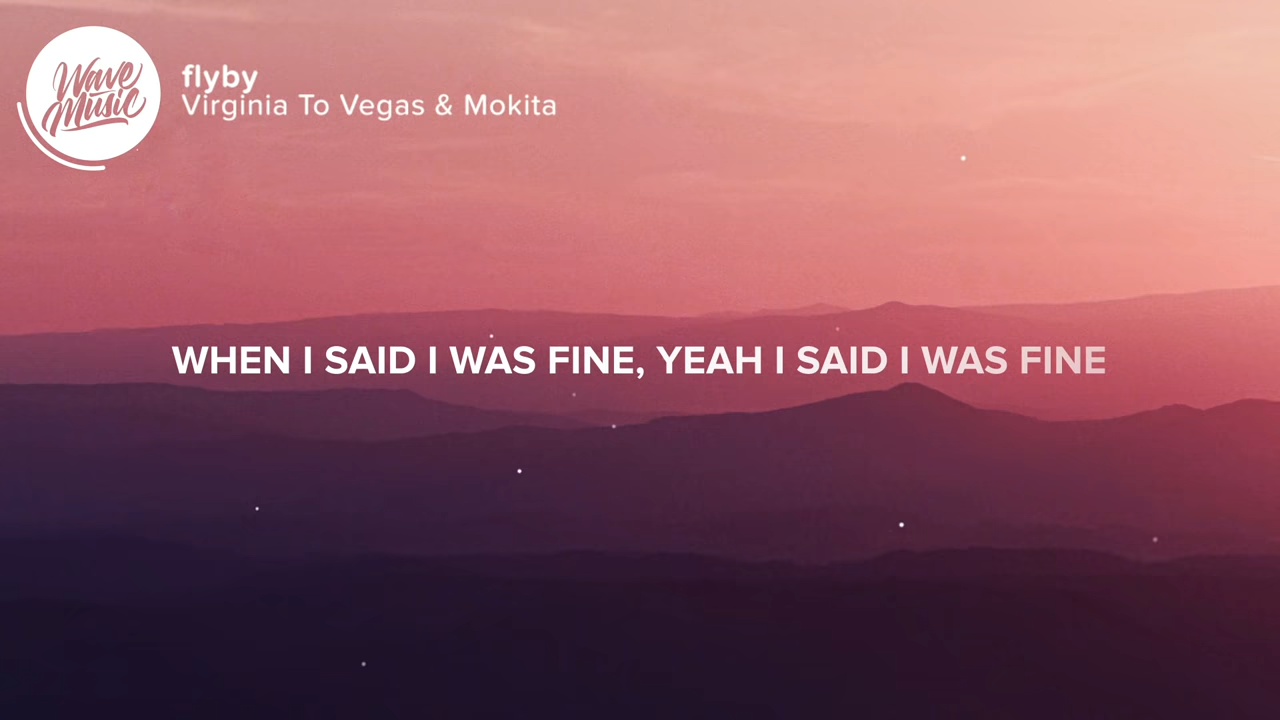 Wave
Music
flyby
Virginia To Vegas & Mokita
WHEN I SAID I WAS FINE, YEAH I SAID I WAS FINE